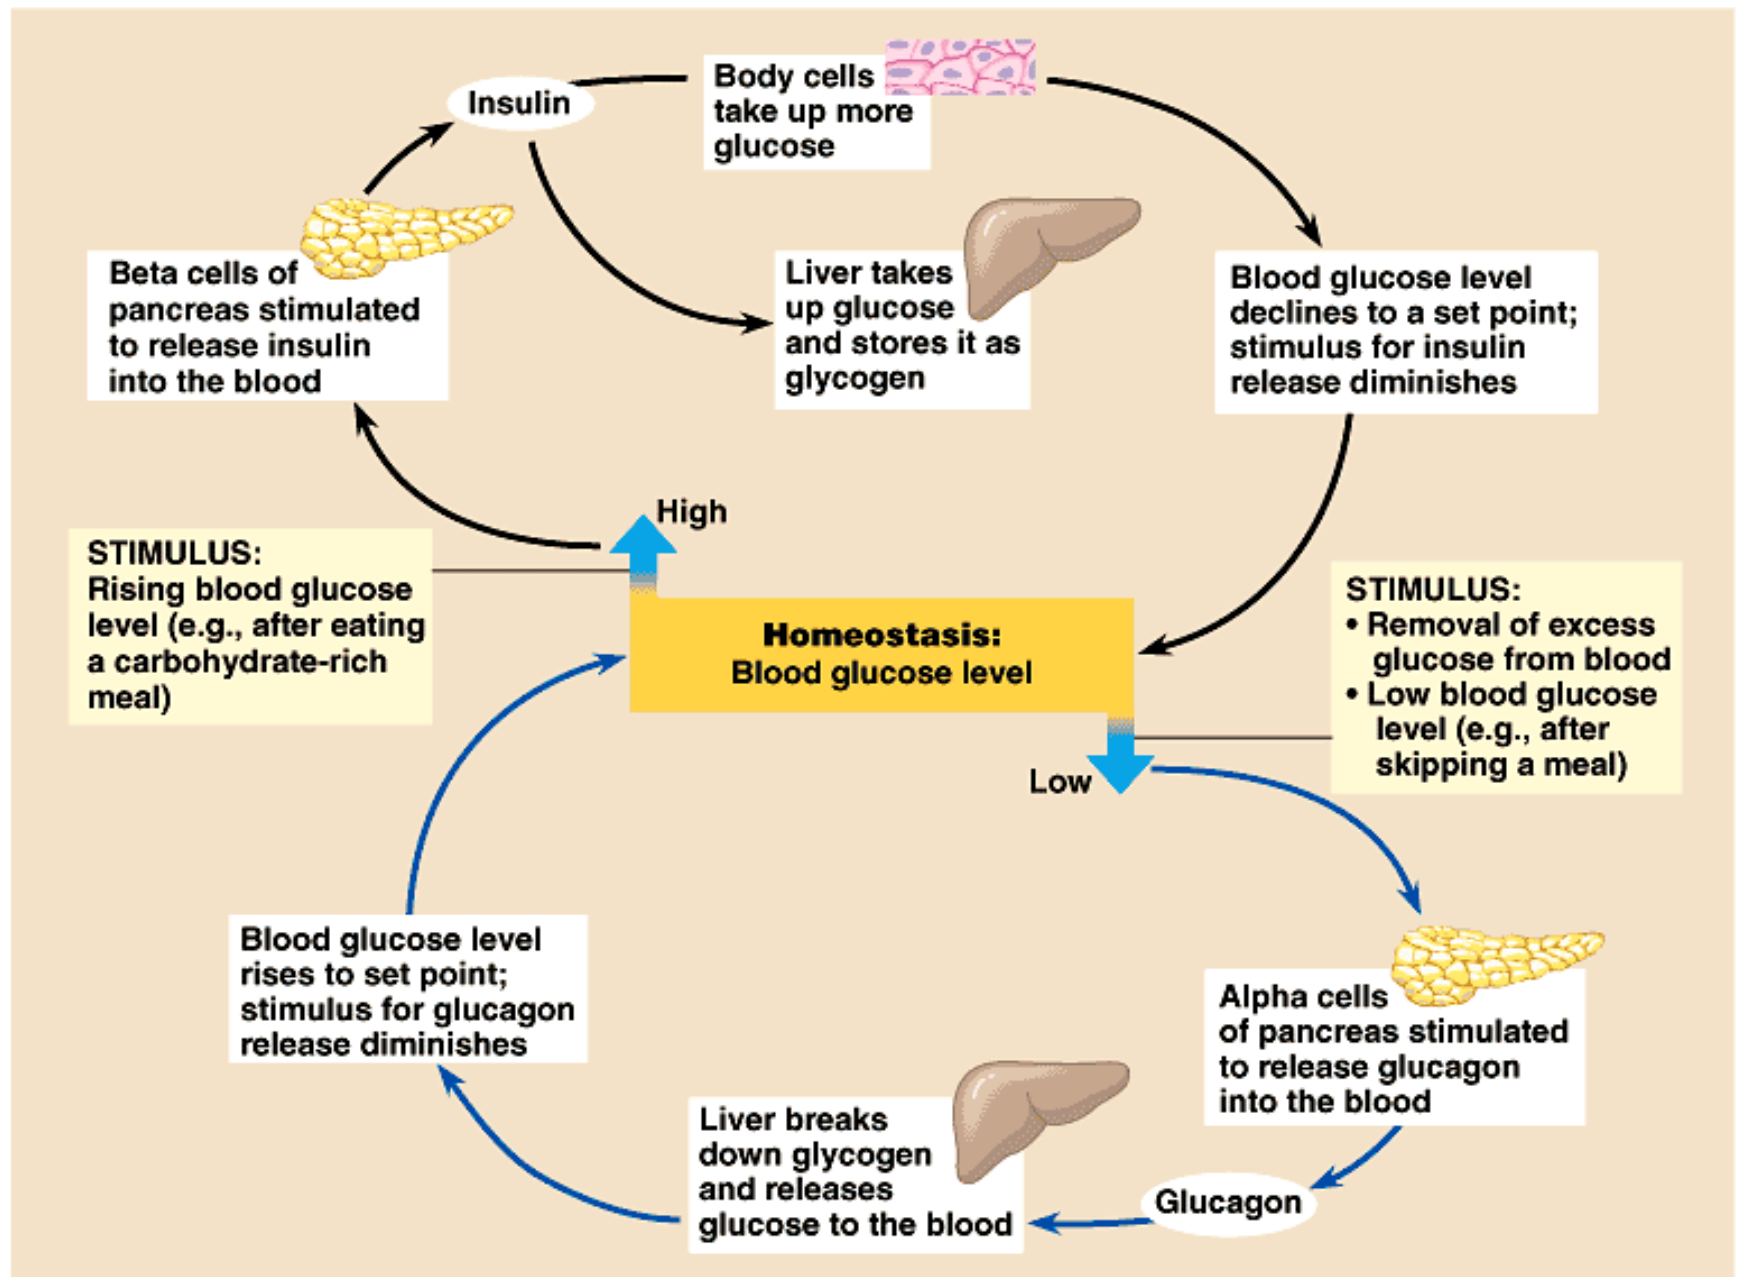 Insulin
Body cells
take up more
glucose
Beta cells of
pancreas stimulated
to release insulin
into the blood
Liver takes
up glucose
and stores it as
glycogen
Blood glucose level
declines to a set point;
stimulus for insulin
release diminishes
High
STIMULUS:
Rising blood glucose
level (e.g., after eating
a carbohydrate-rich
meal)
Homeostasis:
Blood glucose level
STIMULUS:
• Removal of excess
glucose from blood
• Low blood glucose
level (e.g., after
skipping a meal)
Low
Blood glucose level
rises to set point;
stimulus for glucagon
release diminishes
Alpha cells
of pancreas stimulated
to release glucagon
into the blood
Liver breaks
down glycogen
and releases
glucose to the blood
Glucagon